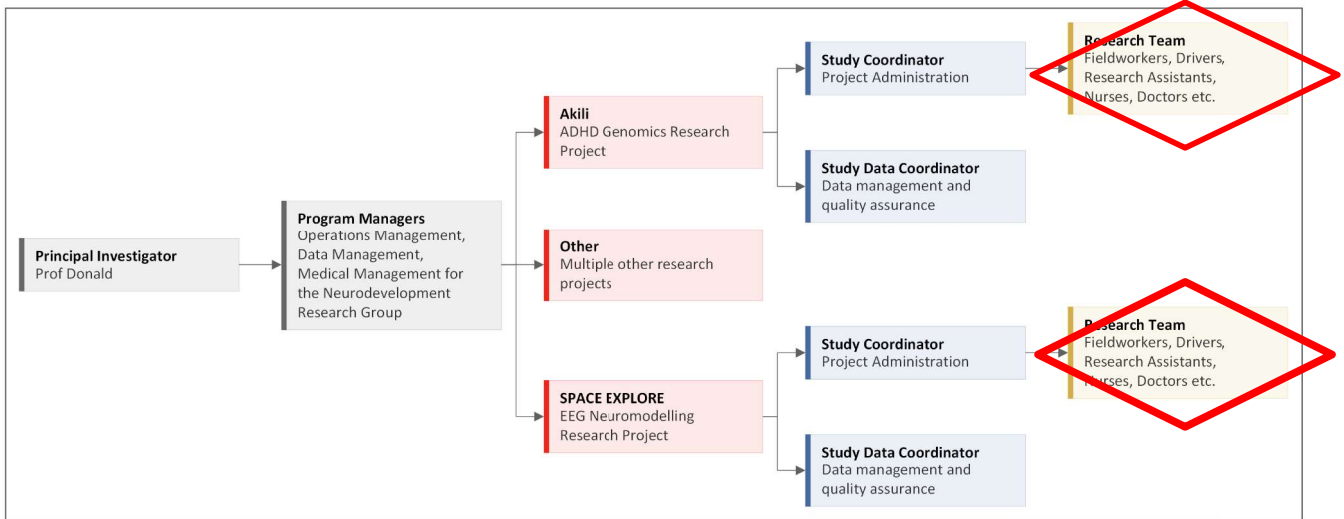 Principal Investigator
Prof Donald
Program Managers
Operations Management,
Data Management,
Medical Management for
the Neurodevelopment
Research Group
Akili
ADHD Genomics Research
Project
Other
Multiple other research
projects
SPACE EXPLORE
EEG Neuromodelling
Research Project
Study Coordinator
Project Administration
Study Data Coordinator
Data management and
quality assurance
Study Coordinator
Project Administration
Study Data Coordinator
Data management and
quality assurance
Research Team
Fieldworkers, Drivers,
Research Assistants,
Nurses, Doctors etc.
Research Team
Fieldworkers, Drivers,
Research Assistants,
Nurses, Doctors etc.